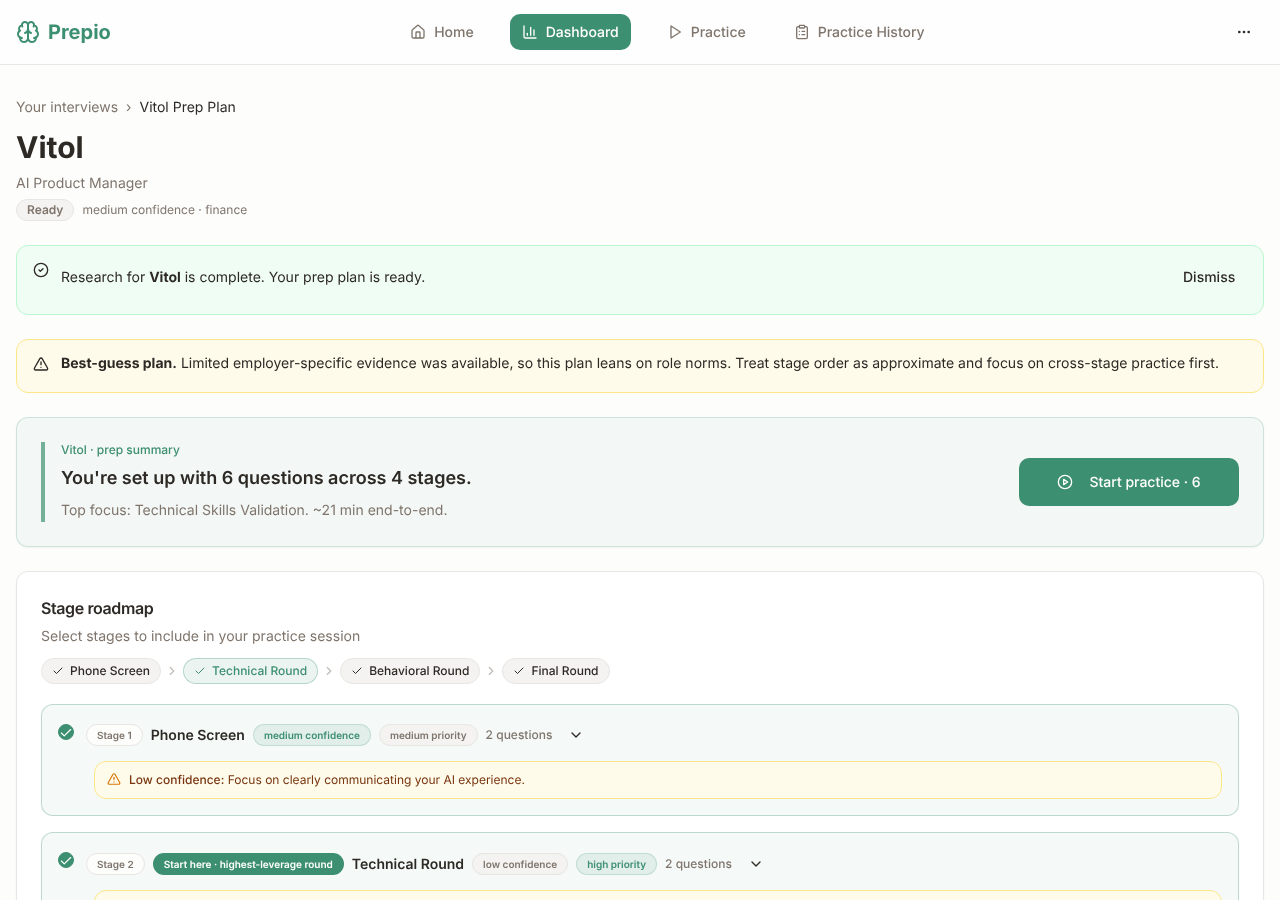 Prepio
Home
Dashboard
Practice
Practice History
Your interviews › Vitol Prep Plan
Vitol
AI Product Manager
Ready medium confidence · finance
Research for Vitol is complete. Your prep plan is ready.
Dismiss
Best-guess plan. Limited employer-specific evidence was available, so this plan leans on role norms. Treat stage order as approximate and focus on cross-stage practice first.
Vitol · prep summary
You're set up with 6 questions across 4 stages.
Top focus: Technical Skills Validation. ~21 min end-to-end.
Start practice · 6
Stage roadmap
Select stages to include in your practice session
Phone Screen › Technical Round › Behavioral Round › Final Round
Stage 1 Phone Screen medium confidence medium priority 2 questions
Low confidence: Focus on clearly communicating your AI experience.
Stage 2 Start here · highest-leverage round Technical Round low confidence high priority 2 questions